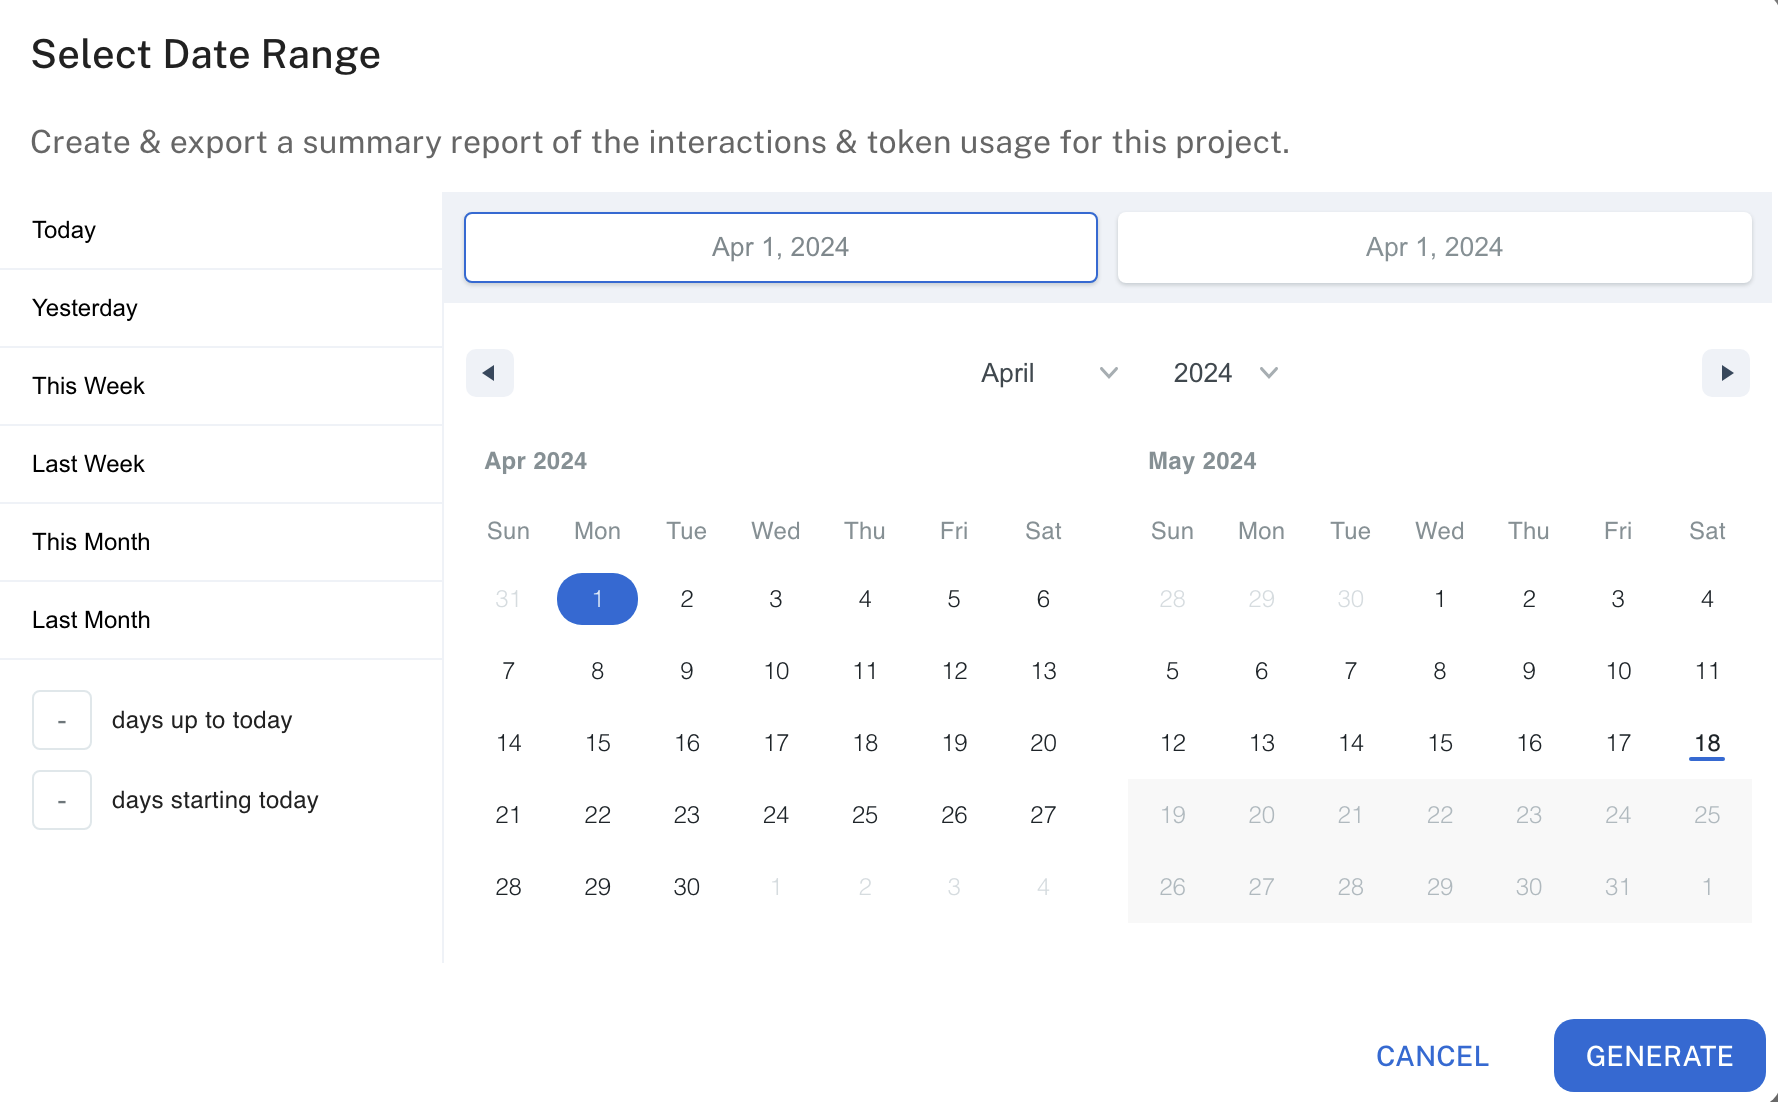 Select Date Range
Create & export a summary report of the interactions & token usage for this project.
Today
Yesterday
This Week
Last Week
This Month
Last Month
- days up to today
- days starting today
Apr 1, 2024 Apr 1, 2024
April 2024
Apr 2024
Sun Mon Tue Wed Thu Fri Sat
31 1 2 3 4 5 6
7 8 9 10 11 12 13
14 15 16 17 18 19 20
21 22 23 24 25 26 27
28 29 30 1 2 3 4
May 2024
Sun Mon Tue Wed Thu Fri Sat
28 29 30 1 2 3 4
5 6 7 8 9 10 11
12 13 14 15 16 17 18
19 20 21 22 23 24 25
26 27 28 29 30 31 1
CANCEL GENERATE